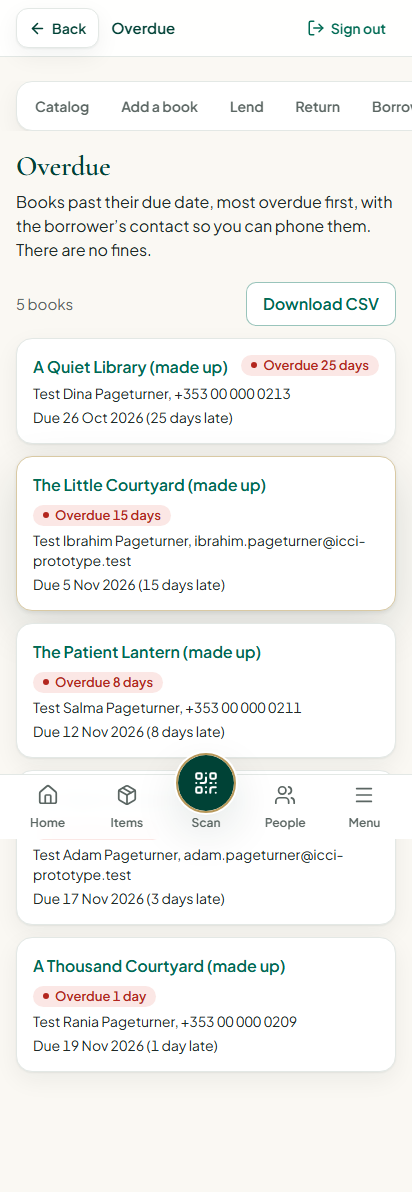 Back
Overdue
Sign out
Catalog
Add a book
Lend
Return
Borrow
Overdue
Books past their due date, most overdue first, with
the borrower's contact so you can phone them.
There are no fines.
5 books
Download CSV
A Quiet Library (made up)
Overdue 25 days
Test Dina Pageturner, +353 00 000 0213
Due 26 Oct 2026 (25 days late)
The Little Courtyard (made up)
Overdue 15 days
Test Ibrahim Pageturner, ibrahim.pageturner@icci-
prototype.test
Due 5 Nov 2026 (15 days late)
The Patient Lantern (made up)
Overdue 8 days
Test Salma Pageturner, +353 00 000 0211
Due 12 Nov 2026 (8 days late)
Home
Items
Scan
People
Menu
Test Adam Pageturner, adam.pageturner@icci-
prototype.test
Due 17 Nov 2026 (3 days late)
A Thousand Courtyard (made up)
Overdue 1 day
Test Rania Pageturner, +353 00 000 0209
Due 19 Nov 2026 (1 day late)